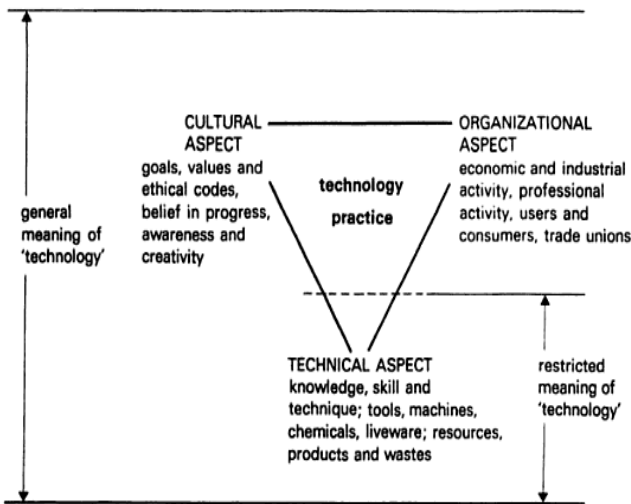 CULTURAL
ASPECT
goals, values and
ethical codes,
belief in progress,
awareness and
creativity
technology
practice
ORGANIZATIONAL
ASPECT
economic and industrial
activity, professional
activity, users and
consumers, trade unions
general
meaning of
'technology'
TECHNICAL ASPECT
knowledge, skill and
technique; tools, machines,
chemicals, liveware; resources,
products and wastes
restricted
meaning of
'technology'